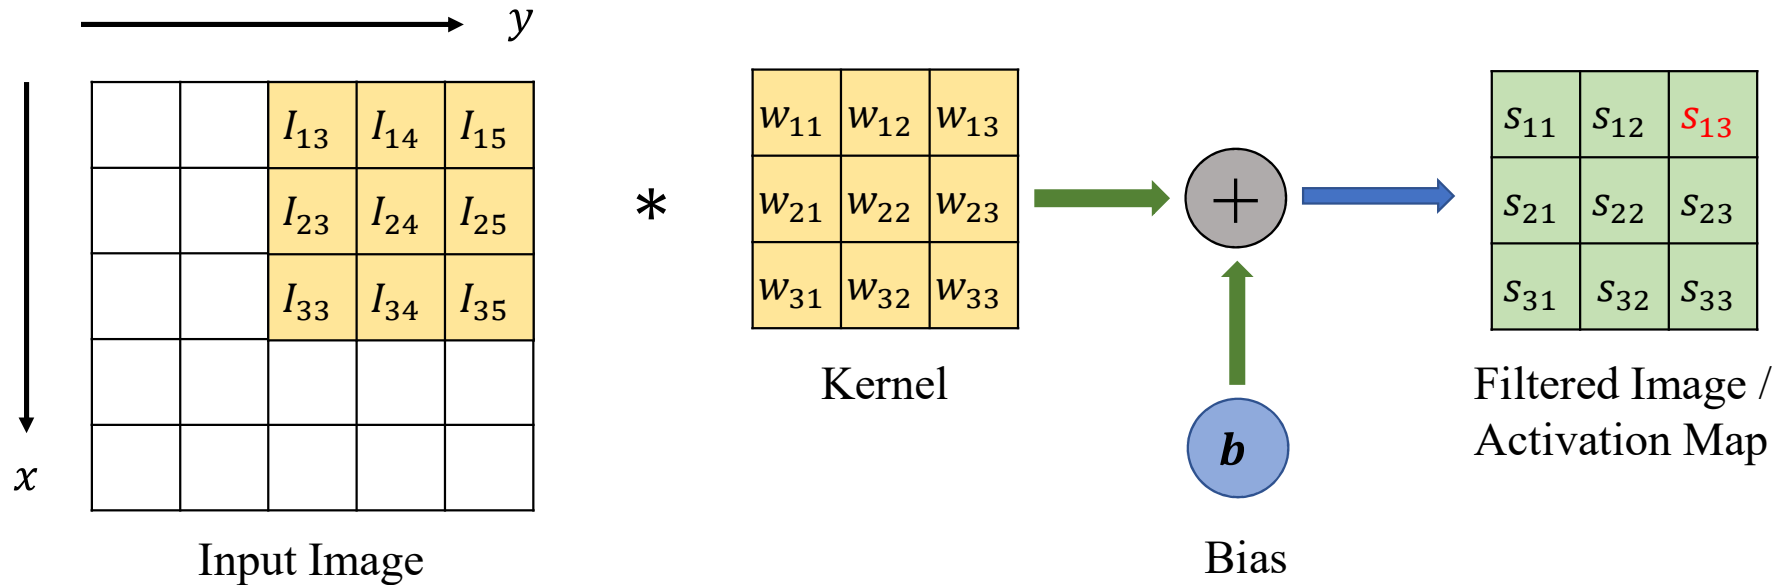 y
I₁₃ I₁₄ I₁₅
I₂₃ I₂₄ I₂₅
I₃₃ I₃₄ I₃₅
x
Input Image
*
w₁₁ w₁₂ w₁₃
w₂₁ w₂₂ w₂₃
w₃₁ w₃₂ w₃₃
Kernel
+
b
Bias
s₁₁ s₁₂ s₁₃
s₂₁ s₂₂ s₂₃
s₃₁ s₃₂ s₃₃
Filtered Image /
Activation Map